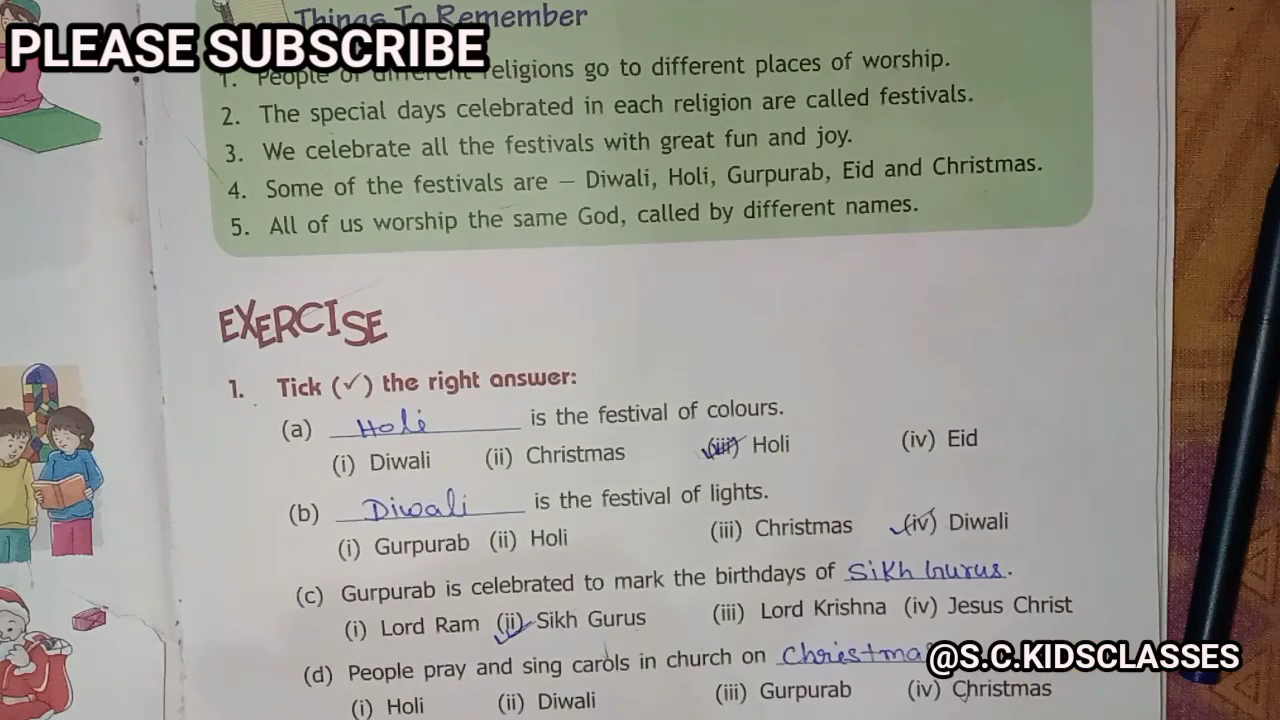 Things To Remember
PLEASE SUBSCRIBE
1. People of different religions go to different places of worship.
2. The special days celebrated in each religion are called festivals.
3. We celebrate all the festivals with great fun and joy.
4. Some of the festivals are – Diwali, Holi, Gurpurab, Eid and Christmas.
5. All of us worship the same God, called by different names.
EXERCISE
1. Tick (✓) the right answer:
(a) Holi is the festival of colours.
(i) Diwali (ii) Christmas (iii) Holi (iv) Eid
(b) Diwali is the festival of lights.
(i) Gurpurab (ii) Holi (iii) Christmas (iv) Diwali
(c) Gurpurab is celebrated to mark the birthdays of Sikh Gurus.
(i) Lord Ram (ii) Sikh Gurus (iii) Lord Krishna (iv) Jesus Christ
(d) People pray and sing carols in church on
@S.C.KIDSCLASSES
(i) Holi (ii) Diwali (iii) Gurpurab (iv) Christmas